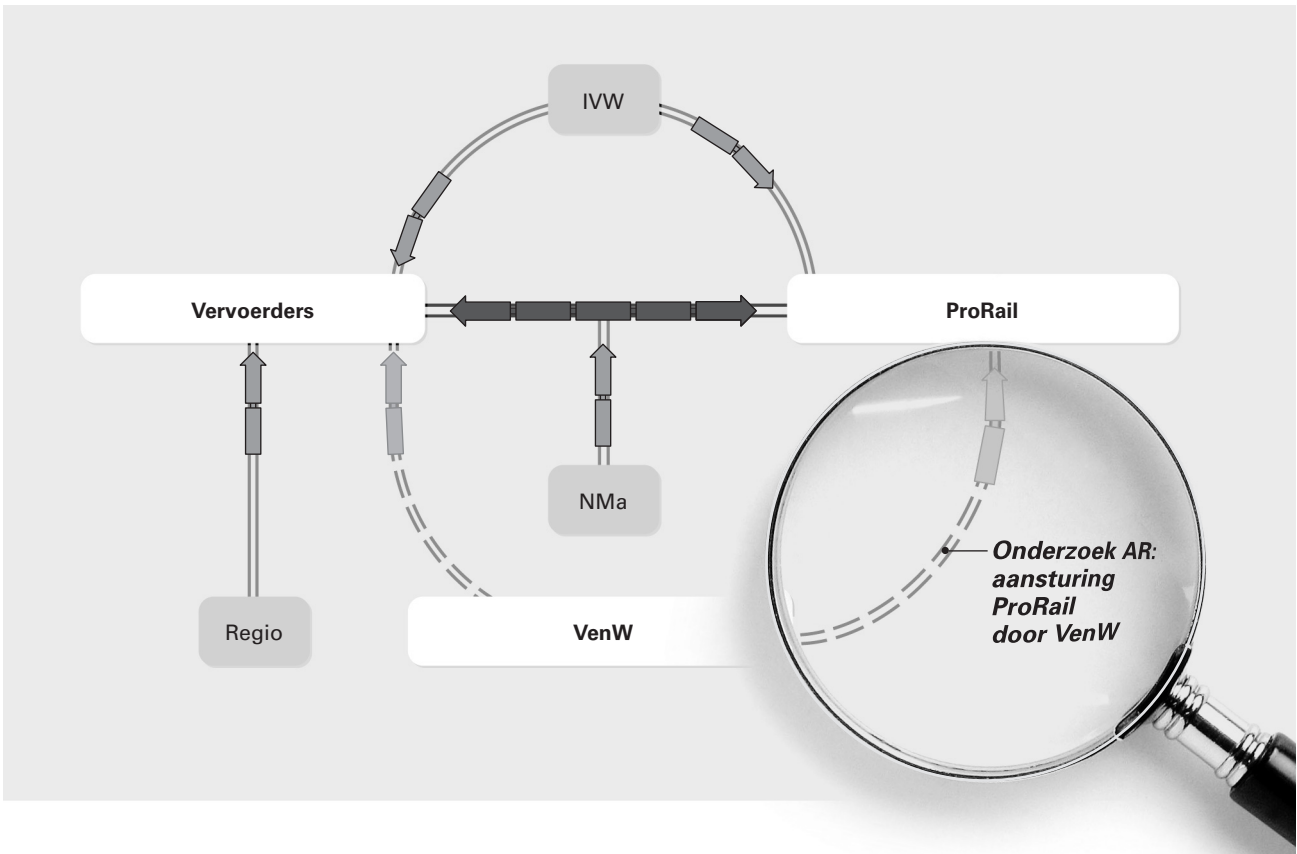 IVW
Vervoerders
ProRail
NMa
Onderzoek AR:
aansturing
ProRail
door VenW
Regio
VenW